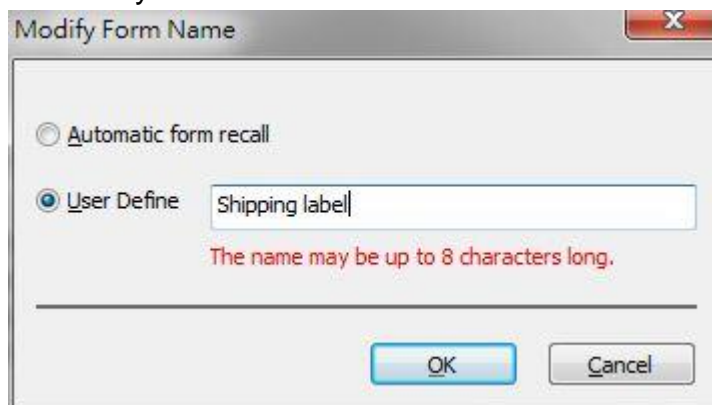 Modify Form Name
Automatic form recall
User Define
Shipping label
The name may be up to 8 characters long.
OK
Cancel